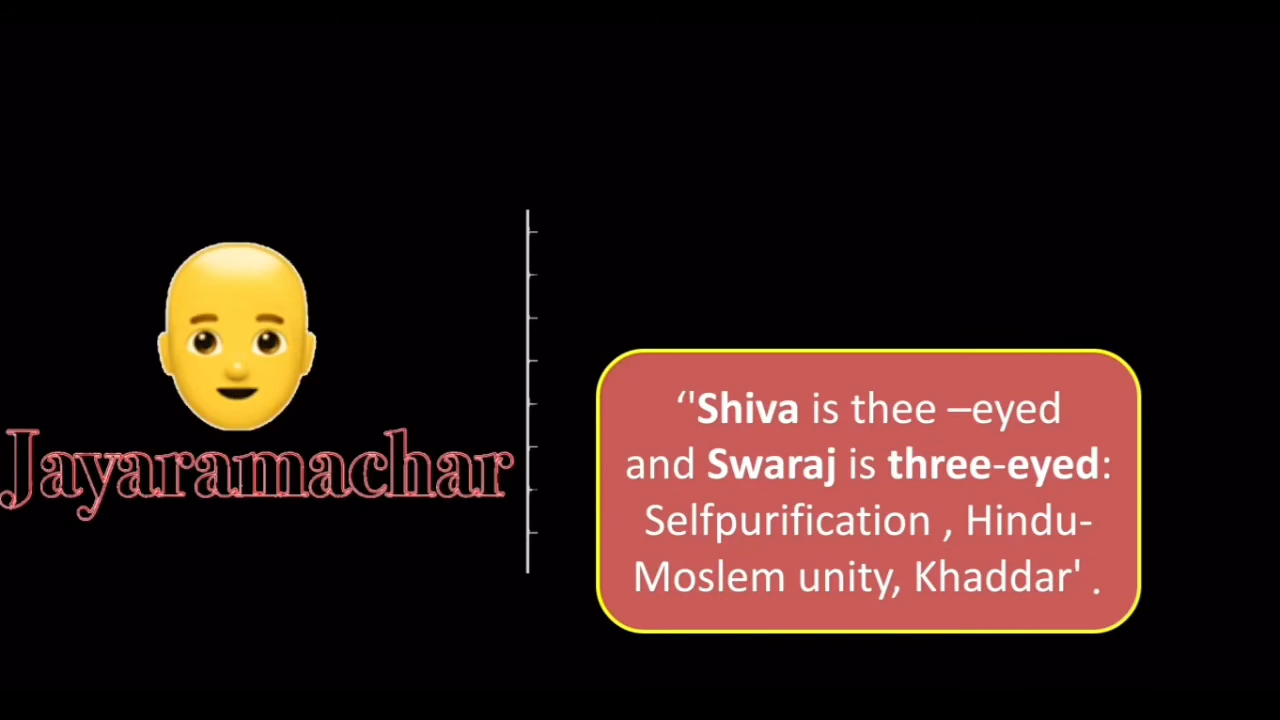 Jayaramachar
‘'Shiva is thee –eyed
and Swaraj is three-eyed:
Selfpurification , Hindu-
Moslem unity, Khaddar' .